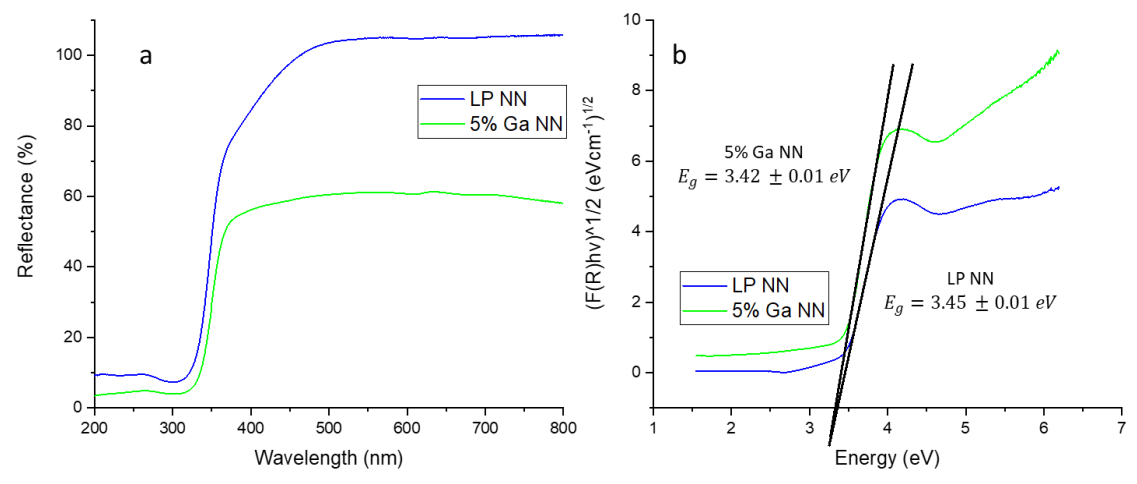 a
100
80
60
40
20
0
200 300 400 500 600 700 800
Reflectance (%)
Wavelength (nm)
LP NN
5% Ga NN
b
10
8
6
4
2
0
1 2 3 4 5 6 7
(F(R)hv)^1/2 (eVcm⁻¹)¹/²
Energy (eV)
5% Ga NN
E_g = 3.42 ± 0.01 eV
LP NN
5% Ga NN
LP NN
E_g = 3.45 ± 0.01 eV